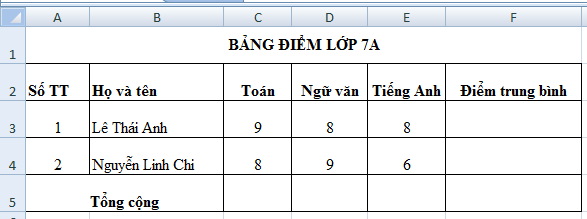 A B C D E F
1 BẢNG ĐIỂM LỚP 7A
2 Số TT Họ và tên Toán Ngữ văn Tiếng Anh Điểm trung bình
3 1 Lê Thái Anh 9 8 8
4 2 Nguyễn Linh Chi 8 9 6
5 Tổng cộng